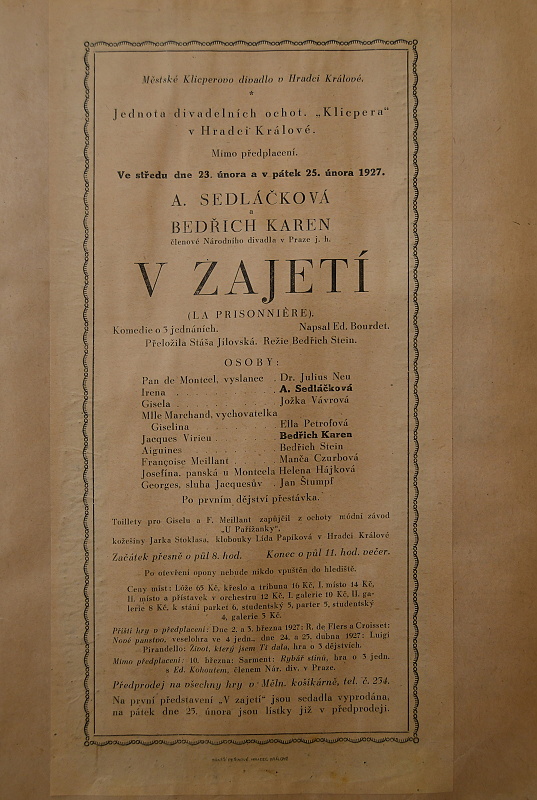 Městské Klicperovo divadlo v Hradci Králové.
*
Jednota divadelních ochot. „Klicpera“
v Hradci Králové.
Mimo předplacení.
Ve středu dne 23. února a v pátek 25. února 1927.
A. SEDLÁČKOVÁ
a
BEDŘICH KAREN
členové Národního divadla v Praze j. h.
V ZAJETÍ
(LA PRISONNIÈRE).
Komedie o 3 jednáních. Napsal Ed. Bourdet.
Přeložila Stáša Jílovská. Režie Bedřich Stein.
OSOBY:
Pan de Montcel, vyslanec . Dr. Julius Neu
Irena . . . . . . A. Sedláčková
Gisela . . . . . . Jožka Vávrová
Mlle Marchand, vychovatelka
Giselina . . . . . Ella Petrofová
Jacques Virieu . . . . Bedřich Karen
Aiguines . . . . . Bedřich Stein
Françoise Meillant . . . Manča Czurbová
Josefina, panská u Montcela Helena Hájková
Georges, sluha Jacquesův . Jan Štumpf
Po prvním dějství přestávka.
Toillety pro Giselu a F. Meillant zapůjčil z ochoty módní závod
„U Pařížanky“,
kožešiny Jarka Stoklasa, klobouky Lída Papíková v Hradci Králové
Začátek přesně o půl 8. hod. Konec o půl 11. hod. večer.
Po otevření opony nebude nikdo vpuštěn do hlediště.
Ceny míst: Lóže 65 Kč, křeslo a tribuna 16 Kč, I. místo 14 Kč,
II. místo a přístavek v orchestru 12 Kč, I. galerie 10 Kč, II. ga-
lerie 8 Kč, k stání parket 6, studentský 5, parter 5, studentský
4, galerie 3 Kč.
Příští hry v předplacení: Dne 2. a 3. března 1927: R. de Flers a Croisset:
Nové panstvo, veselohra ve 4 jedn., dne 24. a 25. dubna 1927: Luigi
Pirandello: Život, který jsem Ti dala, hra o 3 dějstvích.
Mimo předplacení: 10. března: Sarment: Rybář stínů, hra o 3 jedn.
s Ed. Kohoutem, členem Nár. div. v Praze.
Předprodej na všechny hry v Měln. košíkárně, tel. č. 234.
Na první představení „V zajetí“ jsou sedadla vyprodána,
na pátek dne 25. února jsou lístky již v předprodeji.